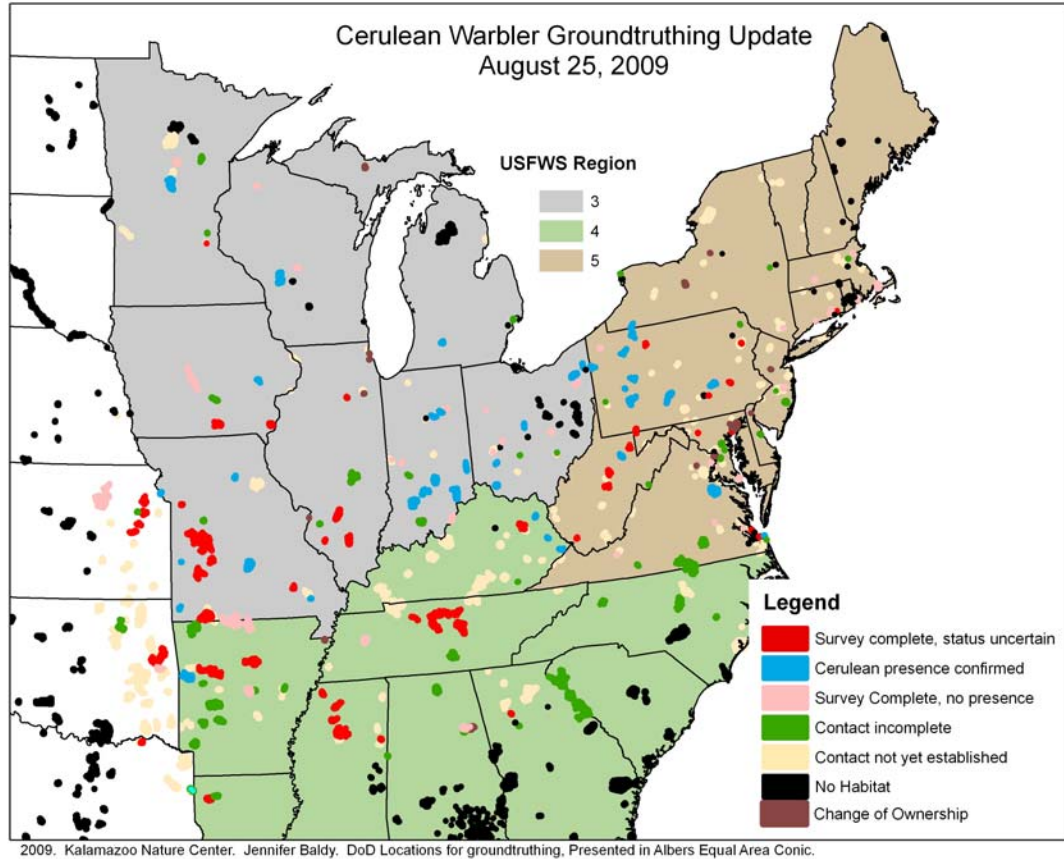 Cerulean Warbler Groundtruthing Update
August 25, 2009
USFWS Region
3
4
5
Legend
Survey complete, status uncertain
Cerulean presence confirmed
Survey Complete, no presence
Contact incomplete
Contact not yet established
No Habitat
Change of Ownership
2009. Kalamazoo Nature Center. Jennifer Baldy. DoD Locations for groundtruthing, Presented in Albers Equal Area Conic.